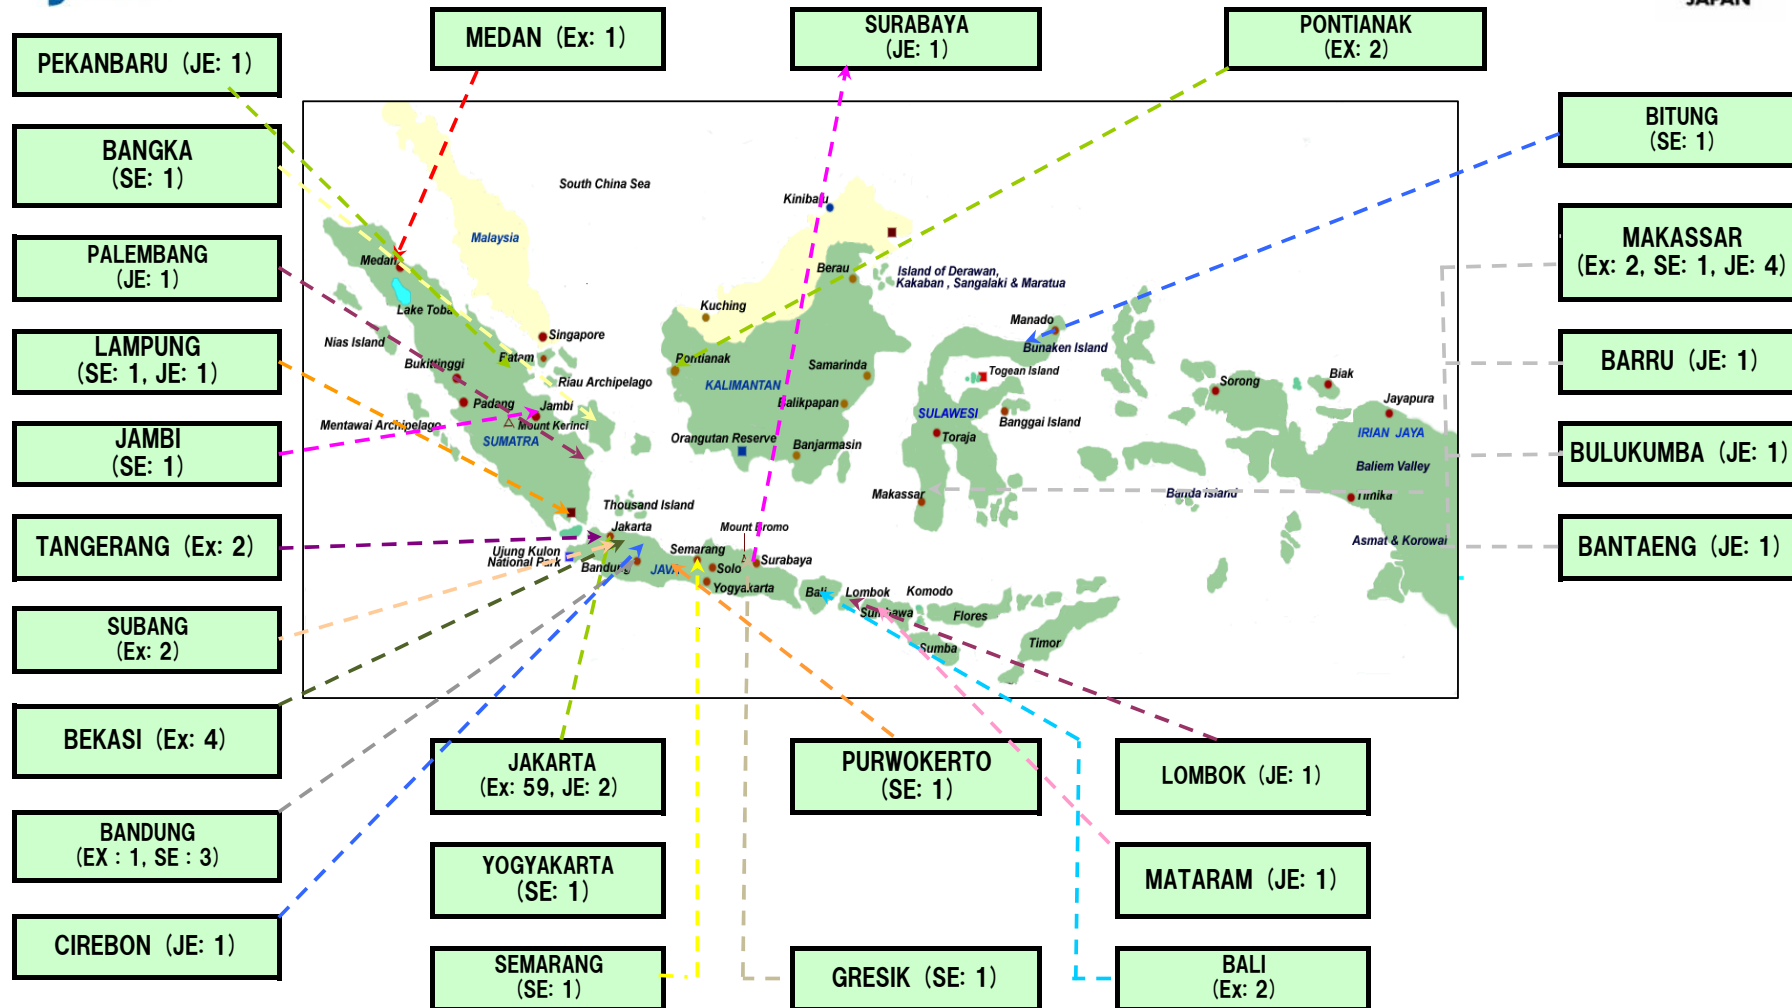 JAPAN
MEDAN (Ex: 1)
SURABAYA
(JE: 1)
PONTIANAK
(EX: 2)
PEKANBARU (JE: 1)
BANGKA
(SE: 1)
PALEMBANG
(JE: 1)
LAMPUNG
(SE: 1, JE: 1)
JAMBI
(SE: 1)
TANGERANG (Ex: 2)
SUBANG
(Ex: 2)
BEKASI (Ex: 4)
BANDUNG
(EX : 1, SE : 3)
CIREBON (JE: 1)
BITUNG
(SE: 1)
MAKASSAR
(Ex: 2, SE: 1, JE: 4)
BARRU (JE: 1)
BULUKUMBA (JE: 1)
BANTAENG (JE: 1)
South China Sea
Kinibalu
Malaysia
Medan
Berau
Island of Derawan,
Kakaban , Sangalaki & Maratua
Lake Toba
Kuching
Manado
Nias Island
Singapore
Bunaken Island
Bukittinggi
Batam
Pontianak
Samarinda
Togean Island
Riau Archipelago
KALIMANTAN
Sorong
Biak
Padang
Jambi
Balikpapan
SULAWESI
Banggai Island
Jayapura
Mentawai Archipelago
Mount Kerinci
SUMATRA
Orangutan Reserve
Banjarmasin
Toraja
IRIAN JAYA
Baliem Valley
Makassar
Banda Island
Timika
Thousand Island
Jakarta
Mount Bromo
Asmat & Korowai
Ujung Kulon
National Park
Bandung
JAVA
Semarang
Solo
Surabaya
Yogyakarta
Bali
Lombok
Komodo
Sumbawa
Flores
Sumba
Timor
JAKARTA
(Ex: 59, JE: 2)
PURWOKERTO
(SE: 1)
LOMBOK (JE: 1)
YOGYAKARTA
(SE: 1)
MATARAM (JE: 1)
SEMARANG
(SE: 1)
GRESIK (SE: 1)
BALI
(Ex: 2)